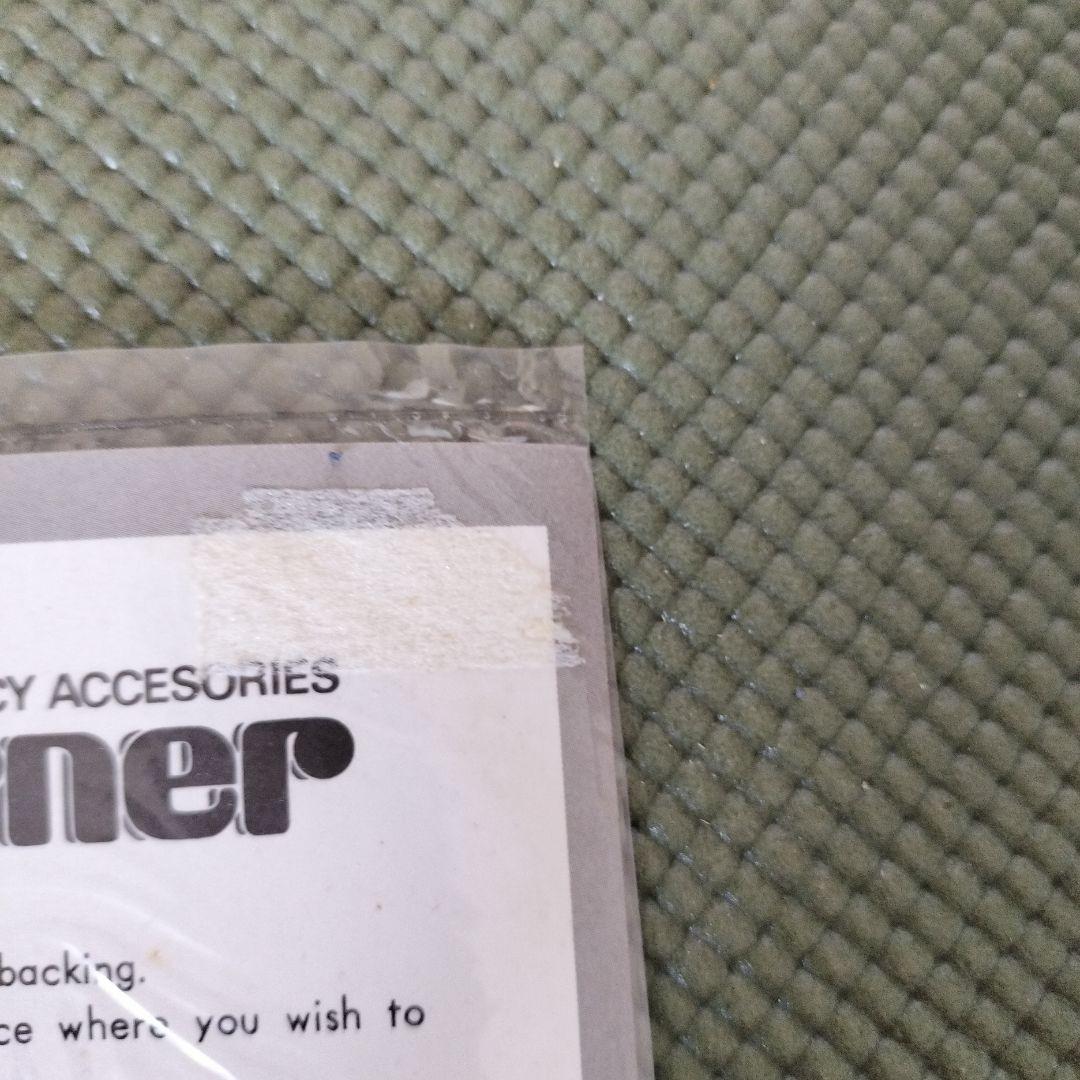 CY ACCESORIES
ner
backing.
ce where you wish to